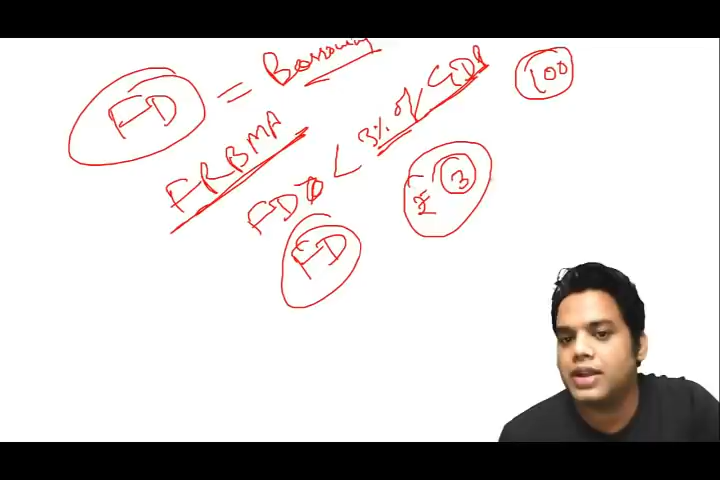 FD = Borrowing
100
FRBMA
FD < 3% of GDP
₹ 3
FD